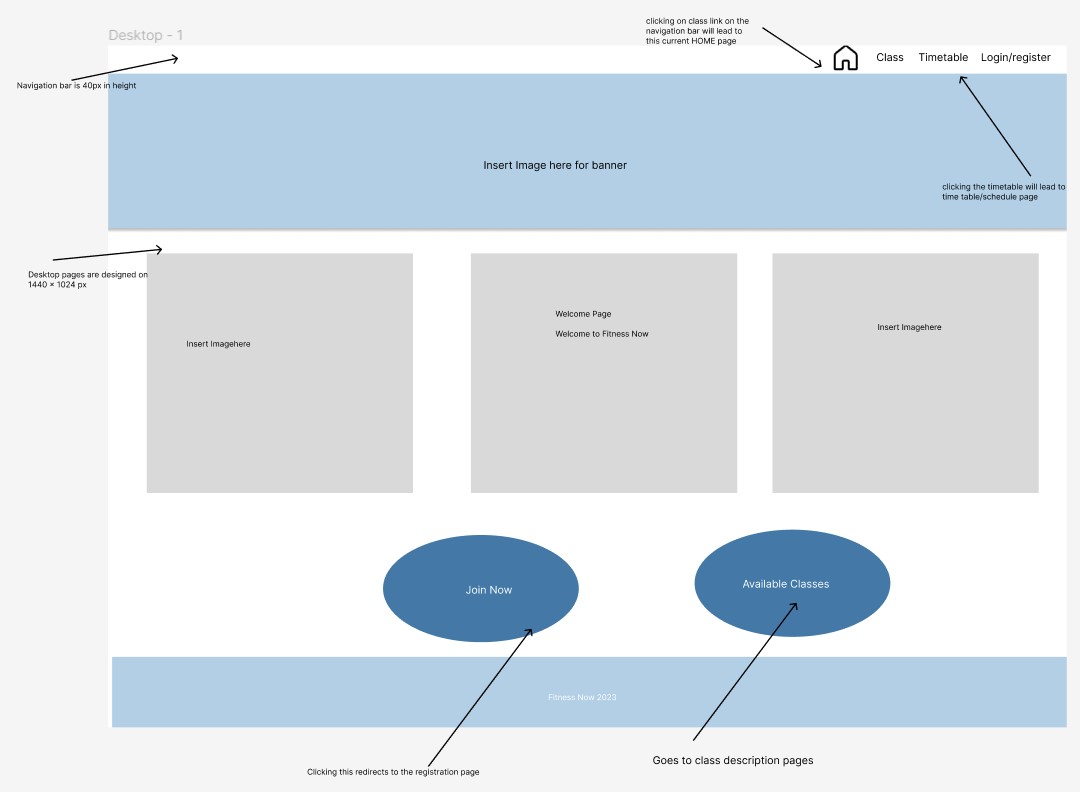 clicking on class link on the
navigation bar will lead to
this current HOME page
Desktop - 1
Class
Timetable
Login/register
Navigation bar is 40px in height
Insert Image here for banner
clicking the timetable will lead to
time table/schedule page
Desktop pages are designed on
1440 × 1024 px
Insert Imagehere
Welcome Page
Welcome to Fitness Now
Insert Imagehere
Join Now
Available Classes
Fitness Now 2023
Goes to class description pages
Clicking this redirects to the registration page